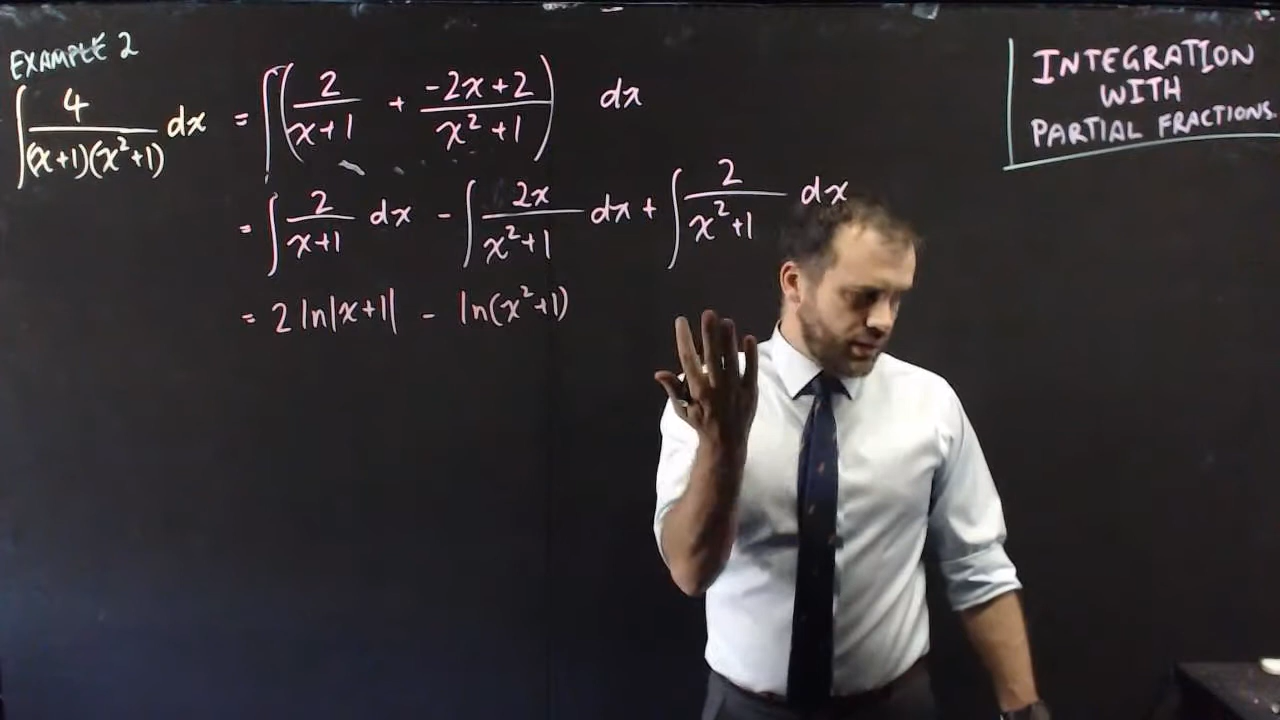 EXAMPLE 2
∫ 4/((x+1)(x²+1)) dx = ∫ (2/(x+1) + (-2x+2)/(x²+1)) dx
= ∫ 2/(x+1) dx - ∫ 2x/(x²+1) dx + ∫ 2/(x²+1) dx
= 2 ln|x+1| - ln(x²+1)
INTEGRATION
WITH
PARTIAL FRACTIONS.